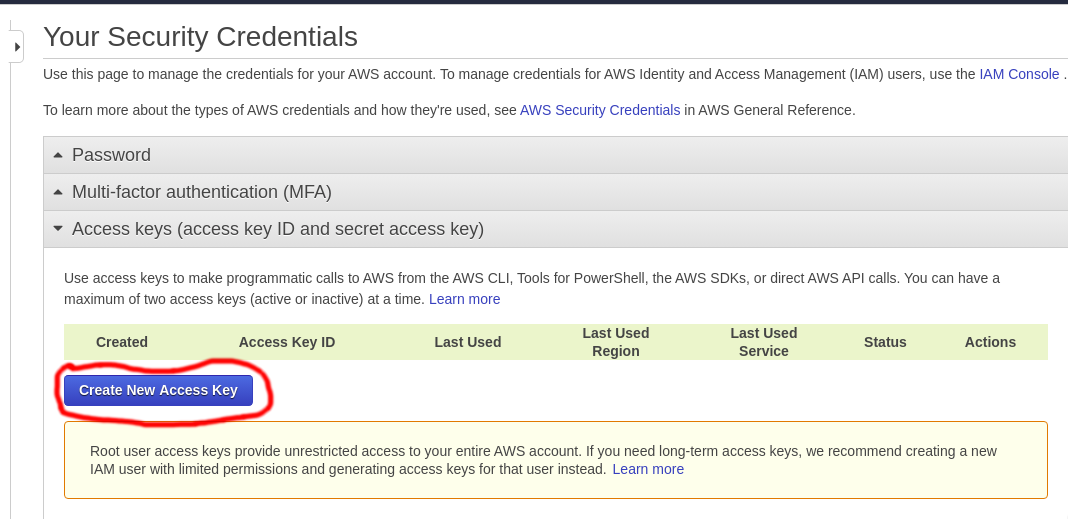 Your Security Credentials
Use this page to manage the credentials for your AWS account. To manage credentials for AWS Identity and Access Management (IAM) users, use the IAM Console .
To learn more about the types of AWS credentials and how they're used, see AWS Security Credentials in AWS General Reference.
Password
Multi-factor authentication (MFA)
Access keys (access key ID and secret access key)
Use access keys to make programmatic calls to AWS from the AWS CLI, Tools for PowerShell, the AWS SDKs, or direct AWS API calls. You can have a
maximum of two access keys (active or inactive) at a time. Learn more
Created Access Key ID Last Used Last Used Region Last Used Service Status Actions
Create New Access Key
Root user access keys provide unrestricted access to your entire AWS account. If you need long-term access keys, we recommend creating a new
IAM user with limited permissions and generating access keys for that user instead. Learn more